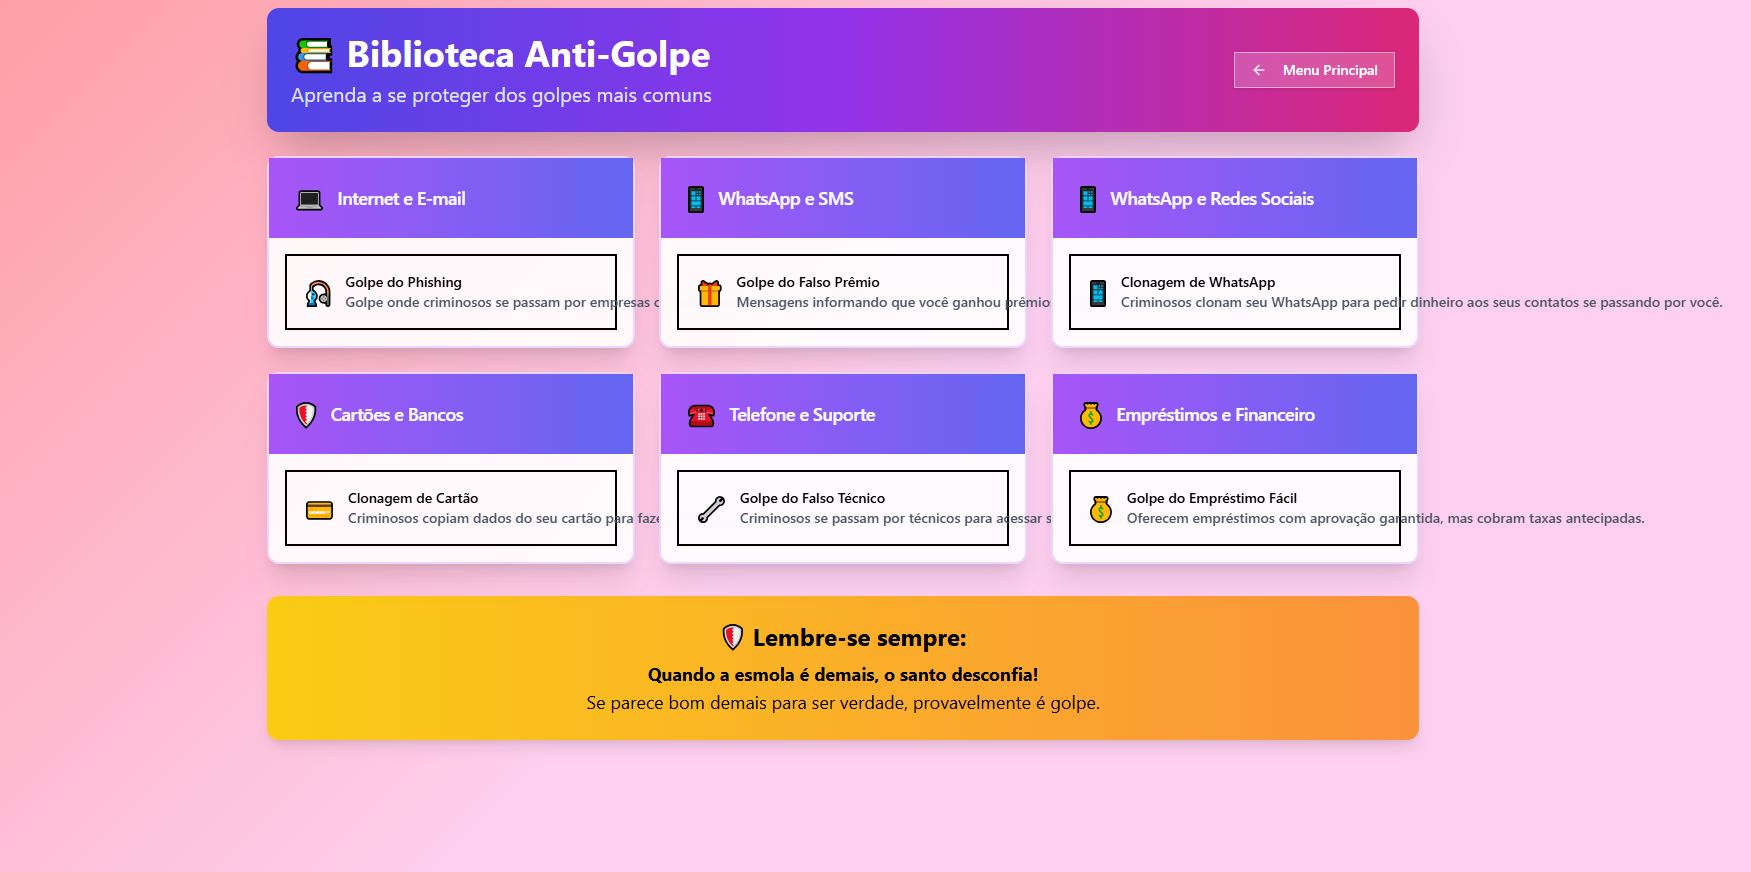 Biblioteca Anti-Golpe
Aprenda a se proteger dos golpes mais comuns
Menu Principal
Internet e E-mail
Golpe do Phishing
Golpe onde criminosos se passam por empresas
WhatsApp e SMS
Golpe do Falso Prêmio
Mensagens informando que você ganhou prêmio
WhatsApp e Redes Sociais
Clonagem de WhatsApp
Criminosos clonam seu WhatsApp para pedir dinheiro aos seus contatos se passando por você.
Cartões e Bancos
Clonagem de Cartão
Criminosos copiam dados do seu cartão para faze
Telefone e Suporte
Golpe do Falso Técnico
Criminosos se passam por técnicos para acessar s
Empréstimos e Financeiro
Golpe do Empréstimo Fácil
Oferecem empréstimos com aprovação garantida, mas cobram taxas antecipadas.
Lembre-se sempre:
Quando a esmola é demais, o santo desconfia!
Se parece bom demais para ser verdade, provavelmente é golpe.